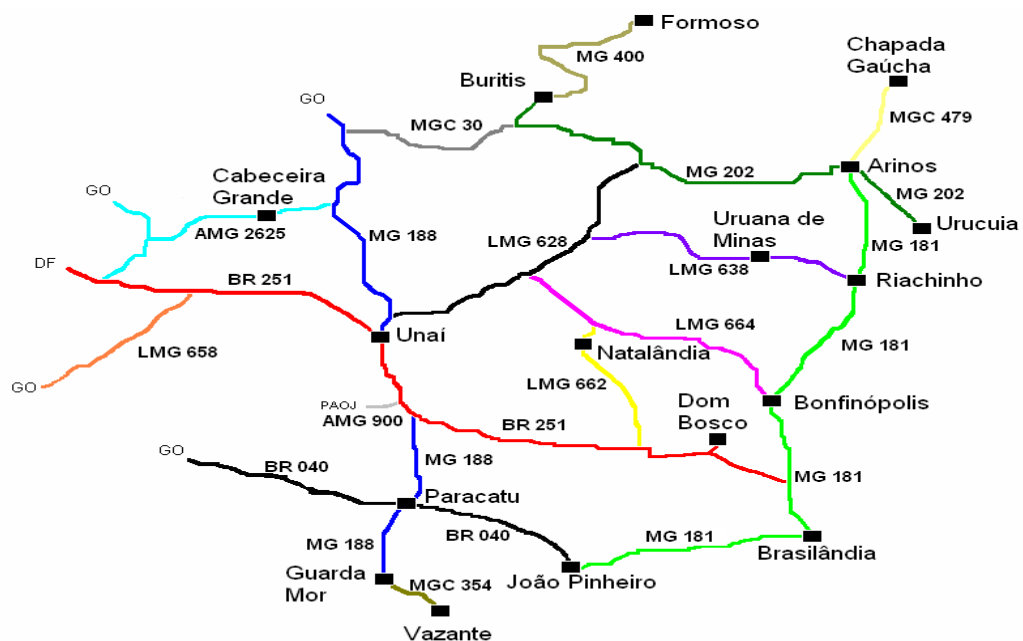 Formoso
MG 400
Chapada
Gaúcha
Buritis
GO
MGC 479
MGC 30
Cabeceira
Grande
MG 202
Arinos
GO
MG 202
AMG 2625
MG 188
LMG 628
Uruana de
Minas
Urucuia
MG 181
DF
BR 251
LMG 638
Riachinho
Unaí
LMG 664
LMG 658
Natalândia
MG 181
GO
LMG 662
Dom
Bosco
Bonfinópolis
PAOJ
AMG 900
BR 251
GO
BR 040
MG 188
MG 181
Paracatu
MG 188
BR 040
MG 181
Brasilândia
Guarda
Mor
MGC 354
João Pinheiro
Vazante